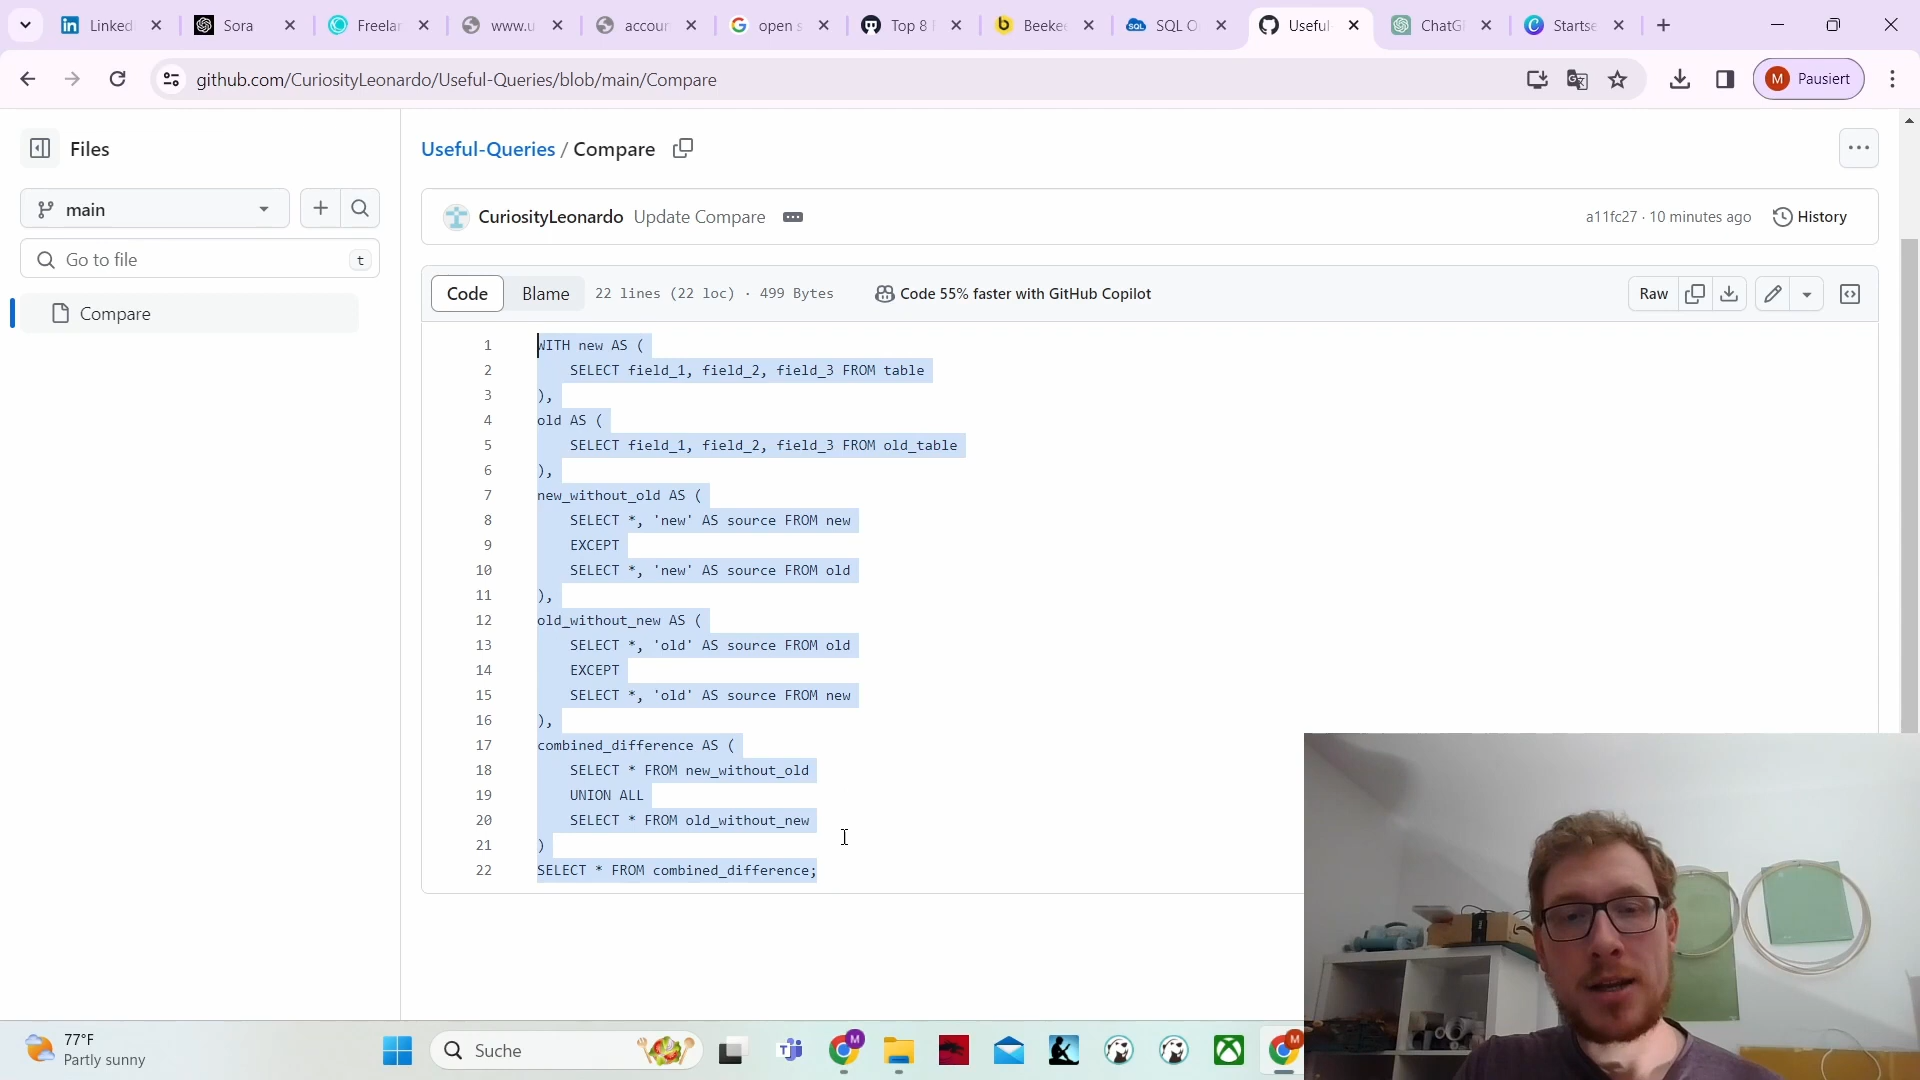 Linked
Sora
Freelar
www.u
accour
open s
Top 8 F
Beekee
SQL O
Useful-
ChatGP
Startse
github.com/CuriosityLeonardo/Useful-Queries/blob/main/Compare
M Pausiert
Files
main
Go to file
t
Compare
Useful-Queries / Compare
CuriosityLeonardo Update Compare
a11fc27 · 10 minutes ago
History
Code
Blame
22 lines (22 loc) · 499 Bytes
Code 55% faster with GitHub Copilot
Raw
1 WITH new AS (
2 SELECT field_1, field_2, field_3 FROM table
3 ),
4 old AS (
5 SELECT field_1, field_2, field_3 FROM old_table
6 ),
7 new_without_old AS (
8 SELECT *, 'new' AS source FROM new
9 EXCEPT
10 SELECT *, 'new' AS source FROM old
11 ),
12 old_without_new AS (
13 SELECT *, 'old' AS source FROM old
14 EXCEPT
15 SELECT *, 'old' AS source FROM new
16 ),
17 combined_difference AS (
18 SELECT * FROM new_without_old
19 UNION ALL
20 SELECT * FROM old_without_new
21 )
22 SELECT * FROM combined_difference;
77°F
Partly sunny
Suche